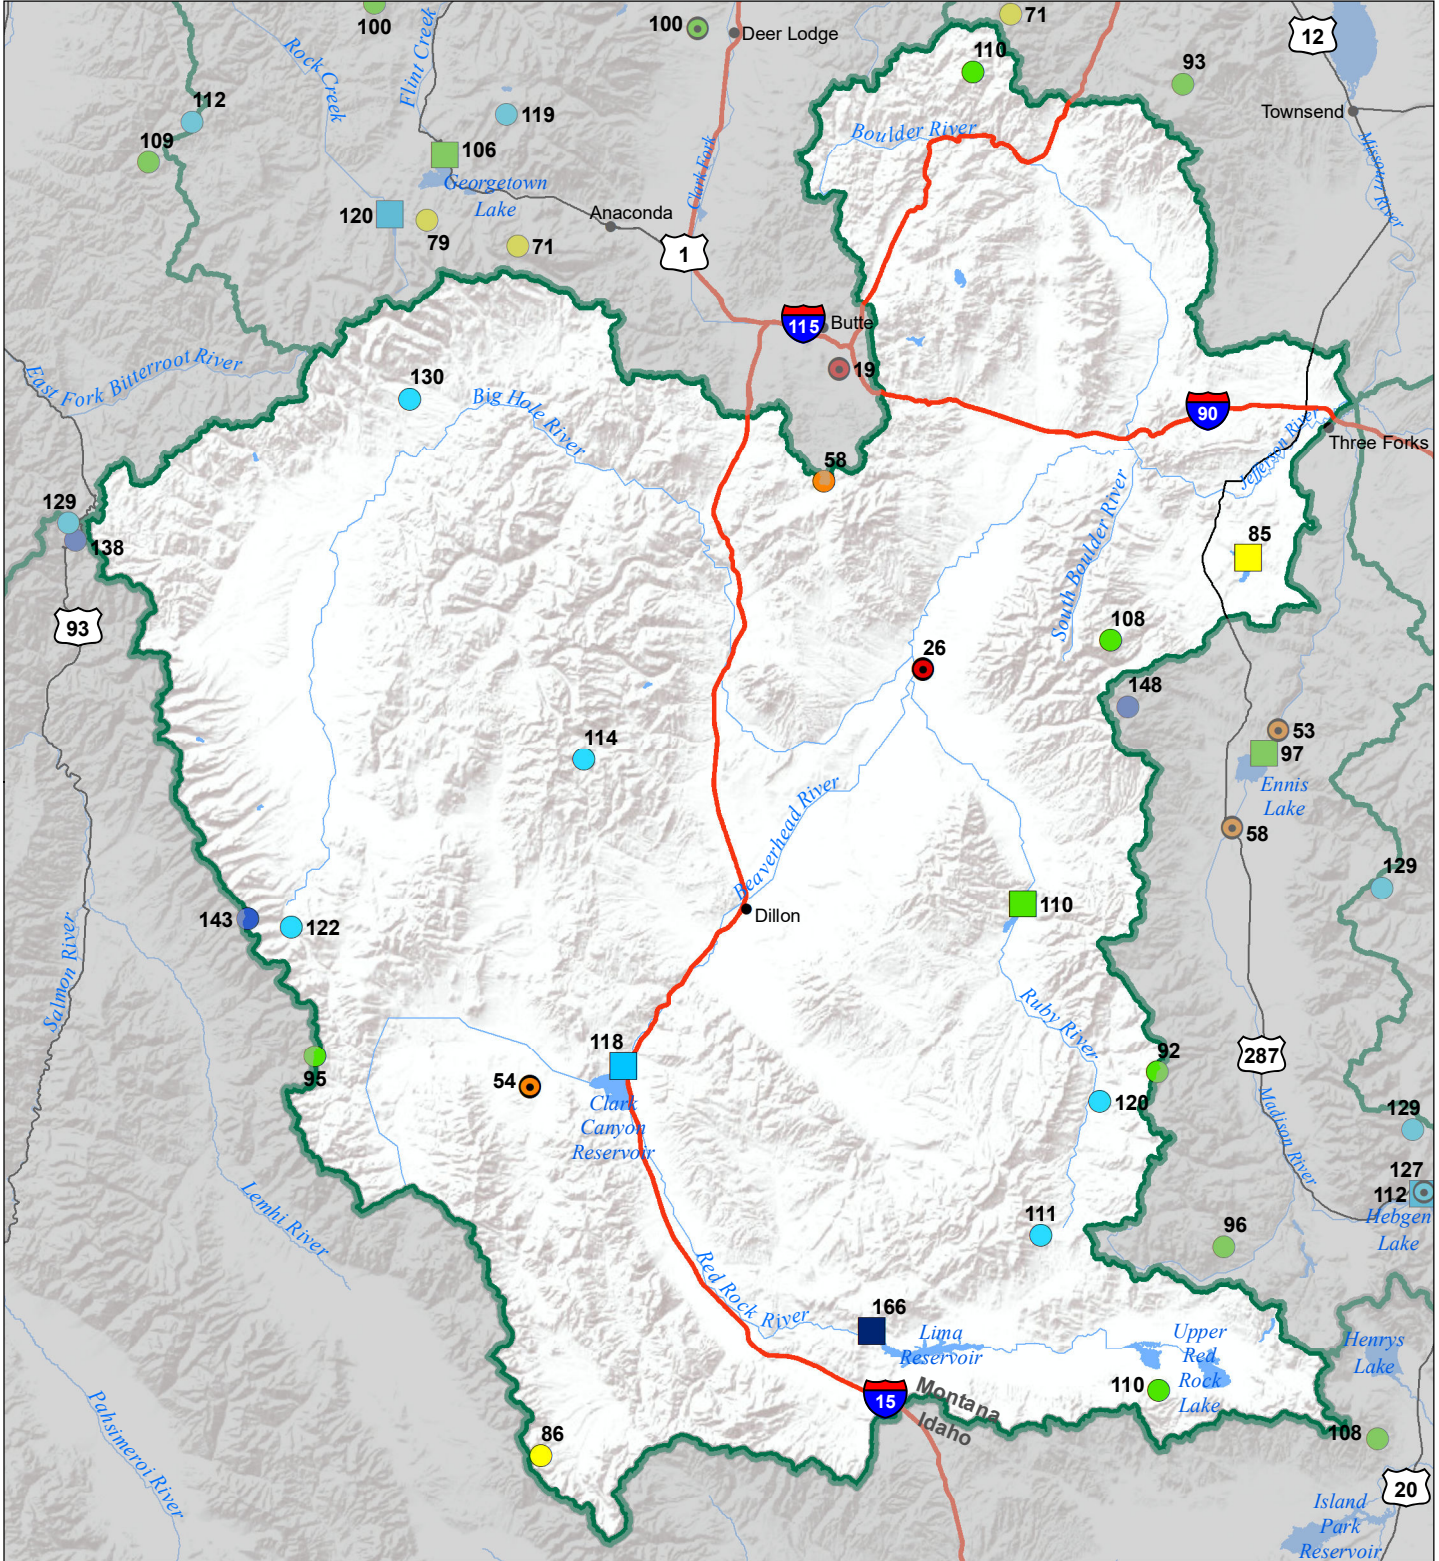 100
Rock Creek
Flint Creek
100
Deer Lodge
71
110
93
12
Townsend
112
109
119
106
Georgetown
Lake
120
79
71
Anaconda
Clark Fork
1
Boulder River
Missouri River
115
Butte
19
East Fork Bitterroot River
130
Big Hole River
58
90
Jefferson River
Three Forks
129
138
93
85
South Boulder River
108
26
148
53
97
Ennis
Lake
58
114
Beaverhead River
Dillon
110
129
143
122
Salmon River
95
54
118
Clark
Canyon
Reservoir
Ruby River
92
120
287
Madison River
129
127
112
Hebgen
Lake
Lemhi River
111
96
Red Rock River
166
Lima
Reservoir
Upper
Red
Rock
Lake
110
Henrys
Lake
15
Montana
Idaho
86
108
Pahsimeroi River
20
Island
Park
Reservoir